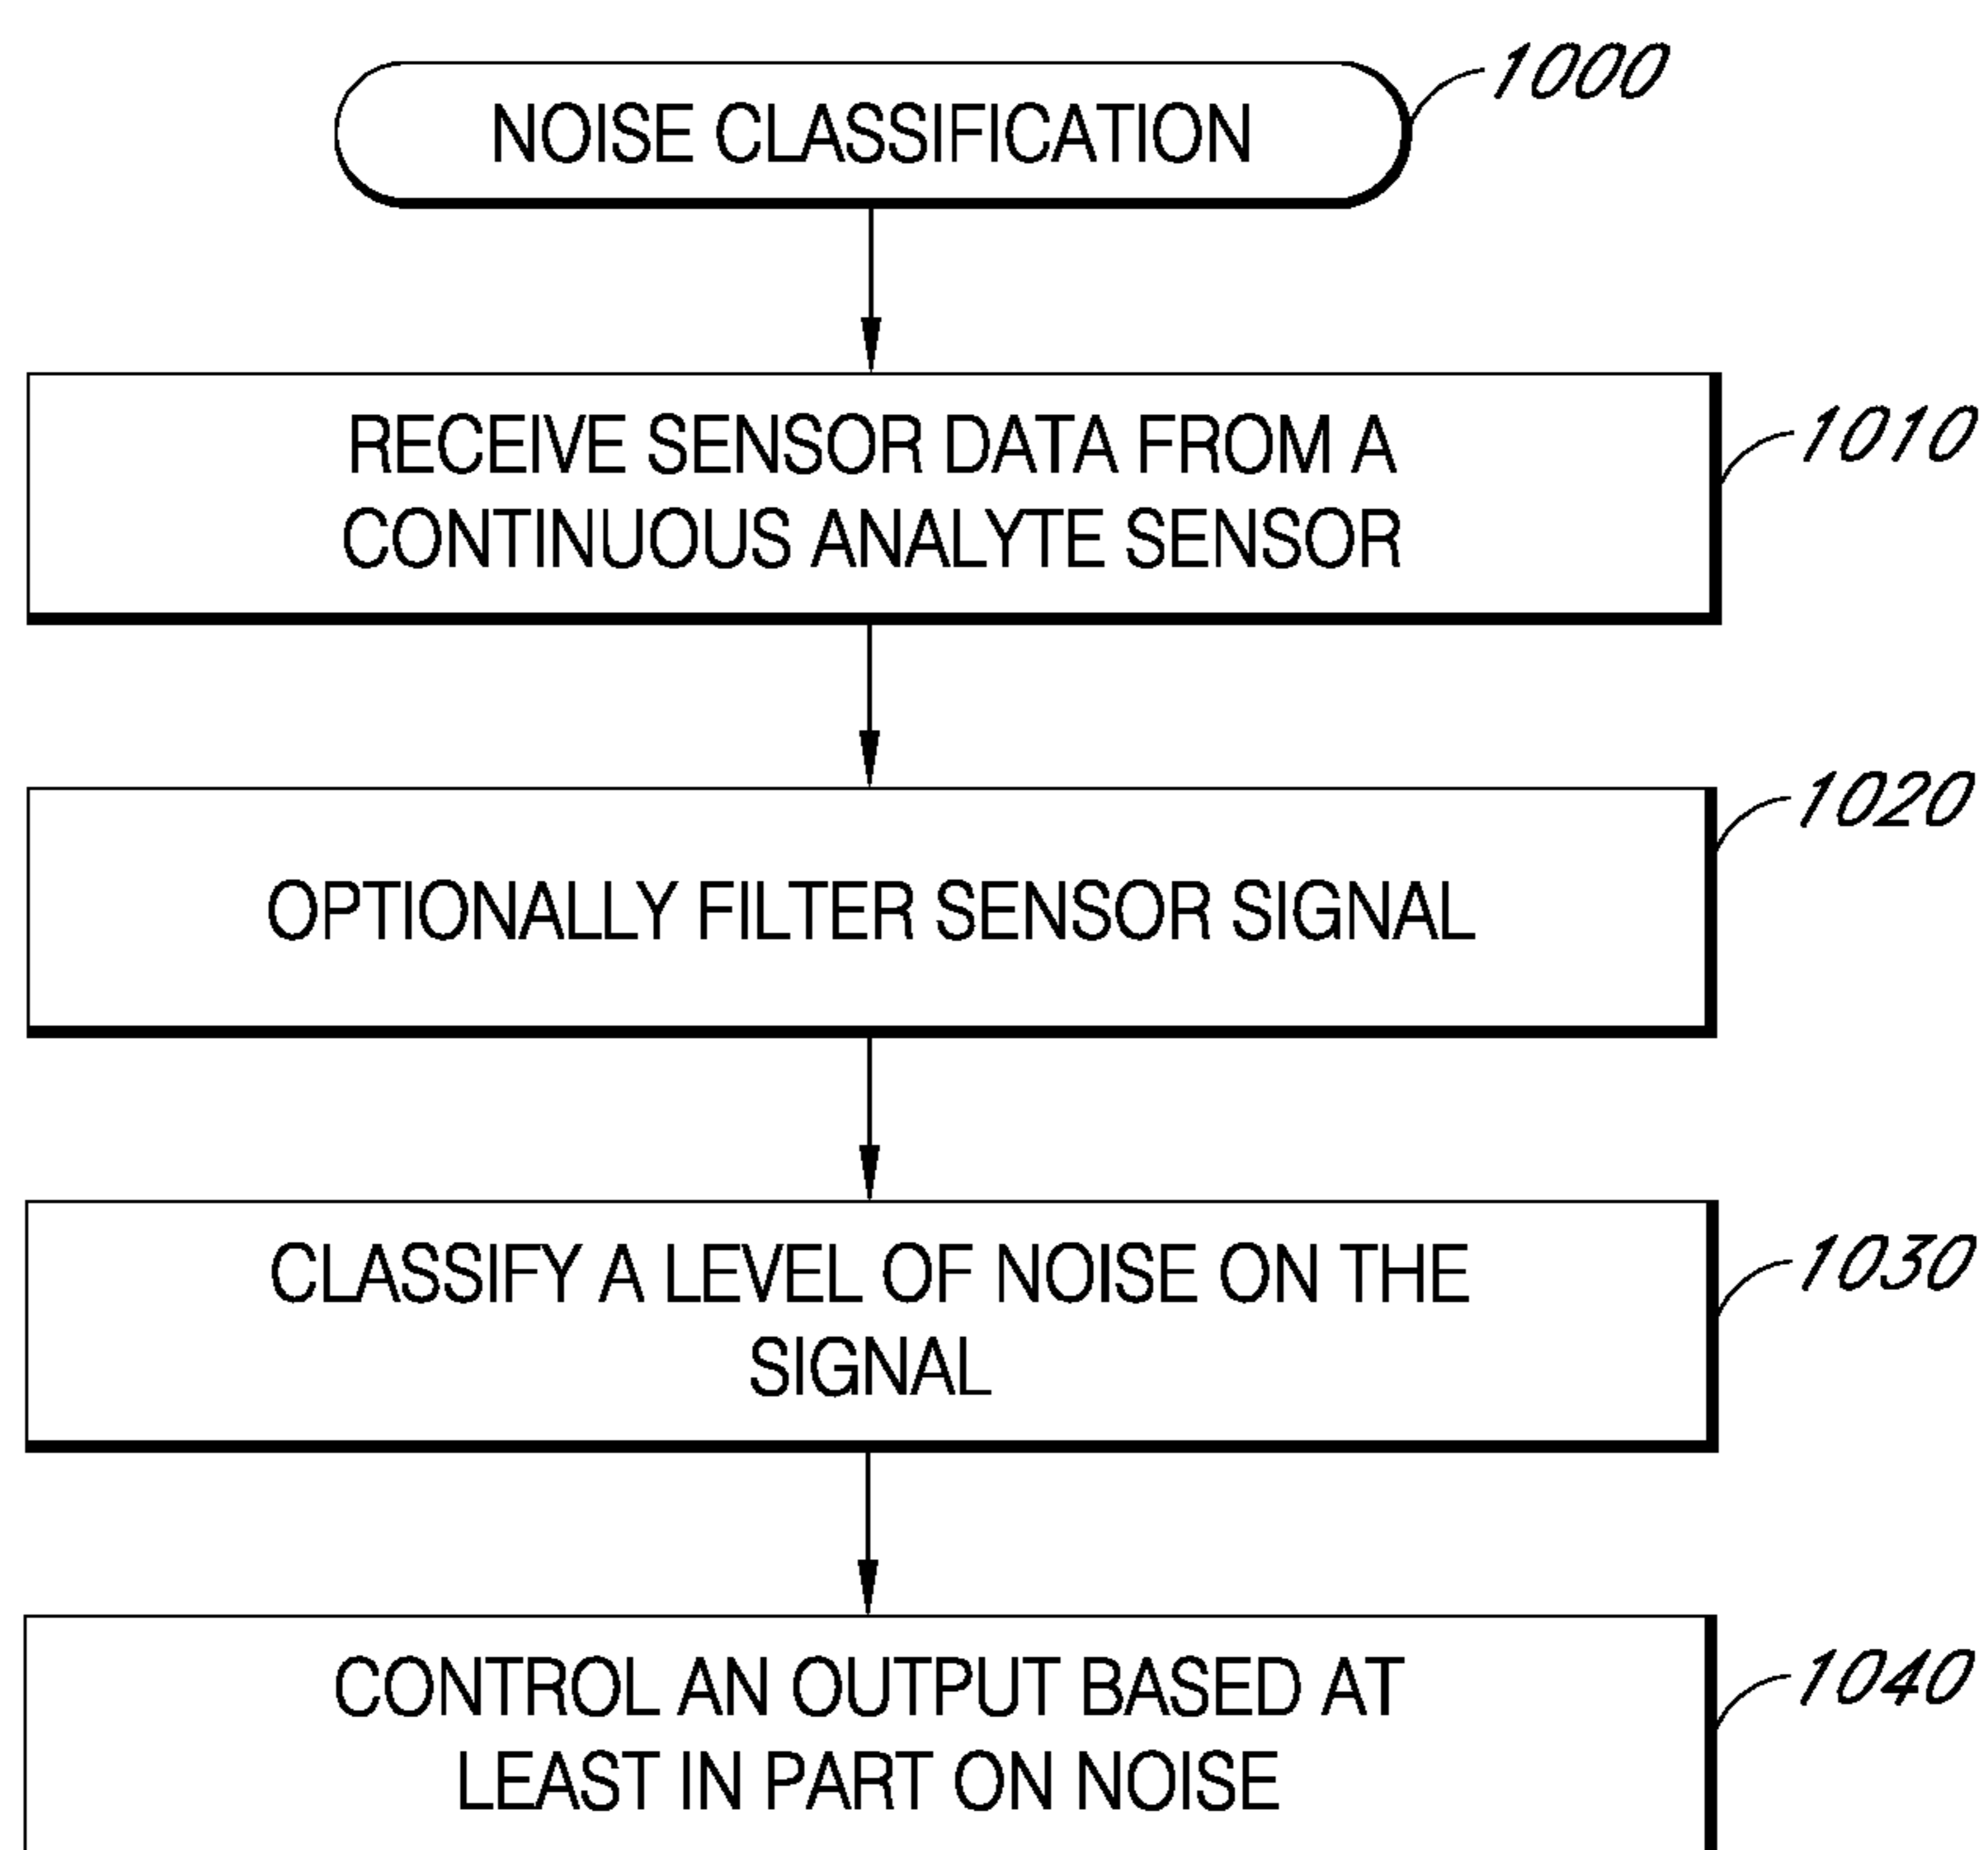 NOISE CLASSIFICATION
1000
RECEIVE SENSOR DATA FROM A
CONTINUOUS ANALYTE SENSOR
1010
OPTIONALLY FILTER SENSOR SIGNAL
1020
CLASSIFY A LEVEL OF NOISE ON THE
SIGNAL
1030
CONTROL AN OUTPUT BASED AT
LEAST IN PART ON NOISE
1040